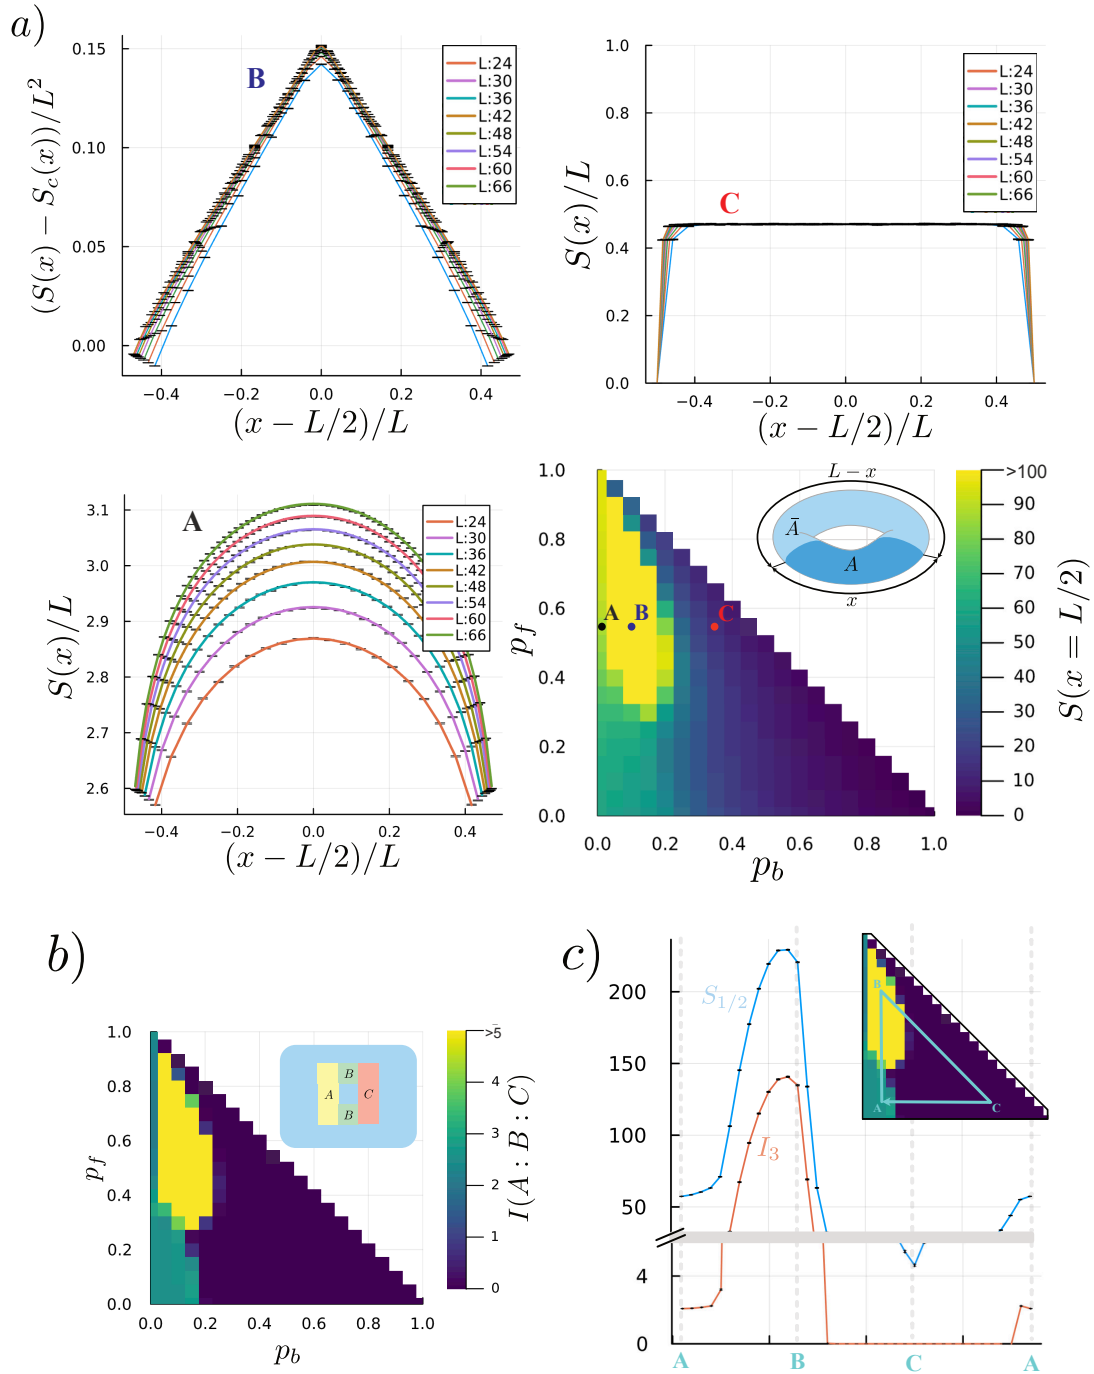 a)
(S(x) − S_c(x))/L²
0.15
0.10
0.05
0.00
B
L:24
L:30
L:36
L:42
L:48
L:54
L:60
L:66
−0.4
−0.2
0.0
0.2
0.4
(x − L/2)/L
S(x)/L
1.0
0.8
0.6
0.4
0.2
0.0
C
L:24
L:30
L:36
L:42
L:48
L:54
L:60
L:66
−0.4
−0.2
0.0
0.2
0.4
(x − L/2)/L
S(x)/L
3.1
3.0
2.9
2.8
2.7
2.6
A
L:24
L:30
L:36
L:42
L:48
L:54
L:60
L:66
−0.4
−0.2
0.0
0.2
0.4
(x − L/2)/L
p_f
1.0
0.8
0.6
0.4
0.2
0.0
L − x
Ā
A
x
A
B
C
0.0
0.2
0.4
0.6
0.8
1.0
p_b
>100
90
80
70
60
50
40
30
20
10
0
S(x = L/2)
b)
p_f
1.0
0.8
0.6
0.4
0.2
0.0
A
B
B
C
0.0
0.2
0.4
0.6
0.8
1.0
p_b
>5
4
3
2
1
0
I(A : B : C)
c)
200
150
100
50
4
0
S_{1/2}
I_3
B
A
C
A
B
C
A